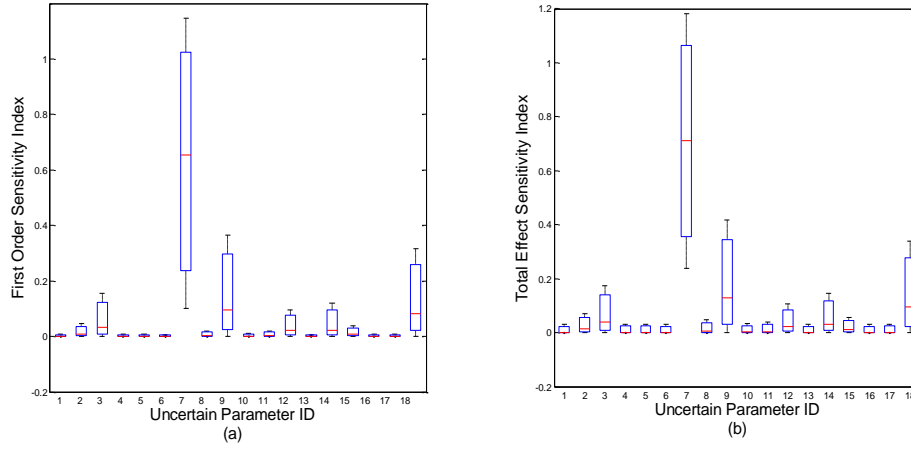 1
0.8
0.6
0.4
0.2
0
-0.2
First Order Sensitivity Index
1 2 3 4 5 6 7 8 9 10 11 12 13 14 15 16 17 18
Uncertain Parameter ID
(a)
1.2
1
0.8
0.6
0.4
0.2
0
-0.2
Total Effect Sensitivity Index
1 2 3 4 5 6 7 8 9 10 11 12 13 14 15 16 17 18
Uncertain Parameter ID
(b)